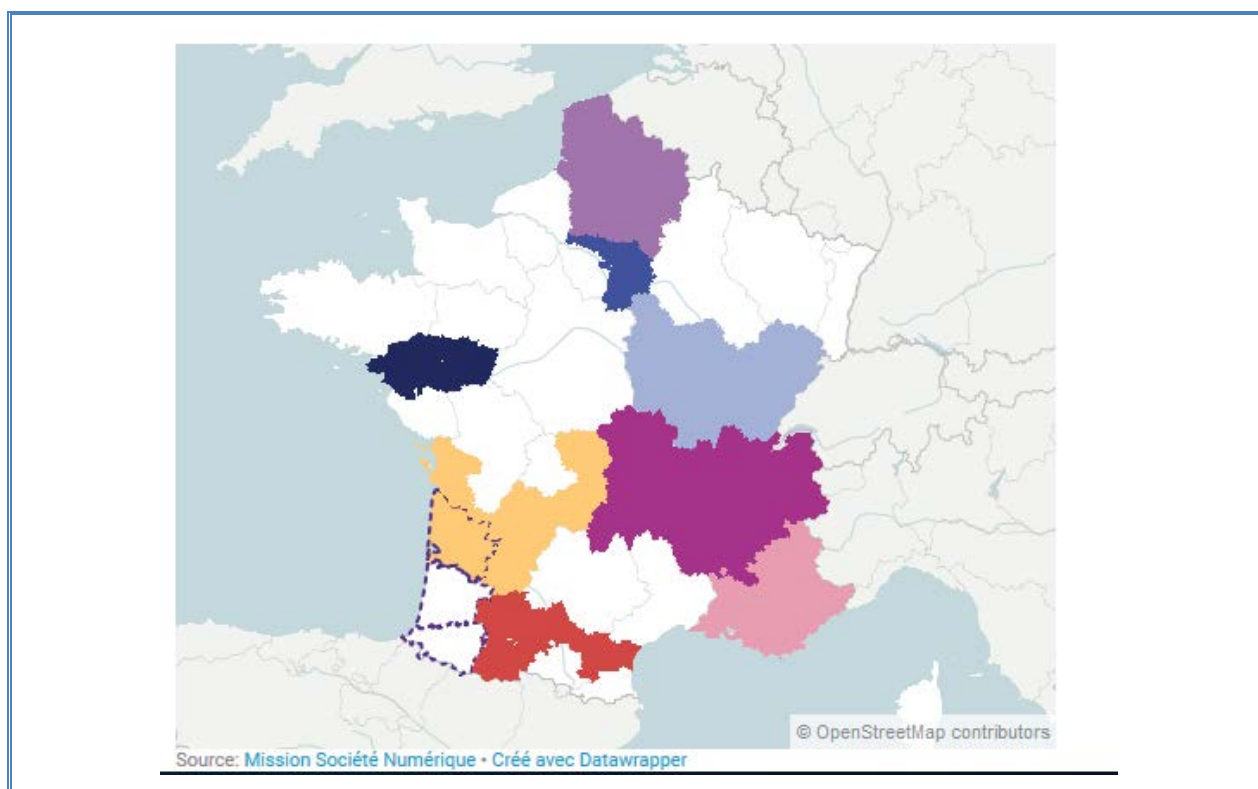 © OpenStreetMap contributors
Source: Mission Société Numérique • Créé avec Datawrapper